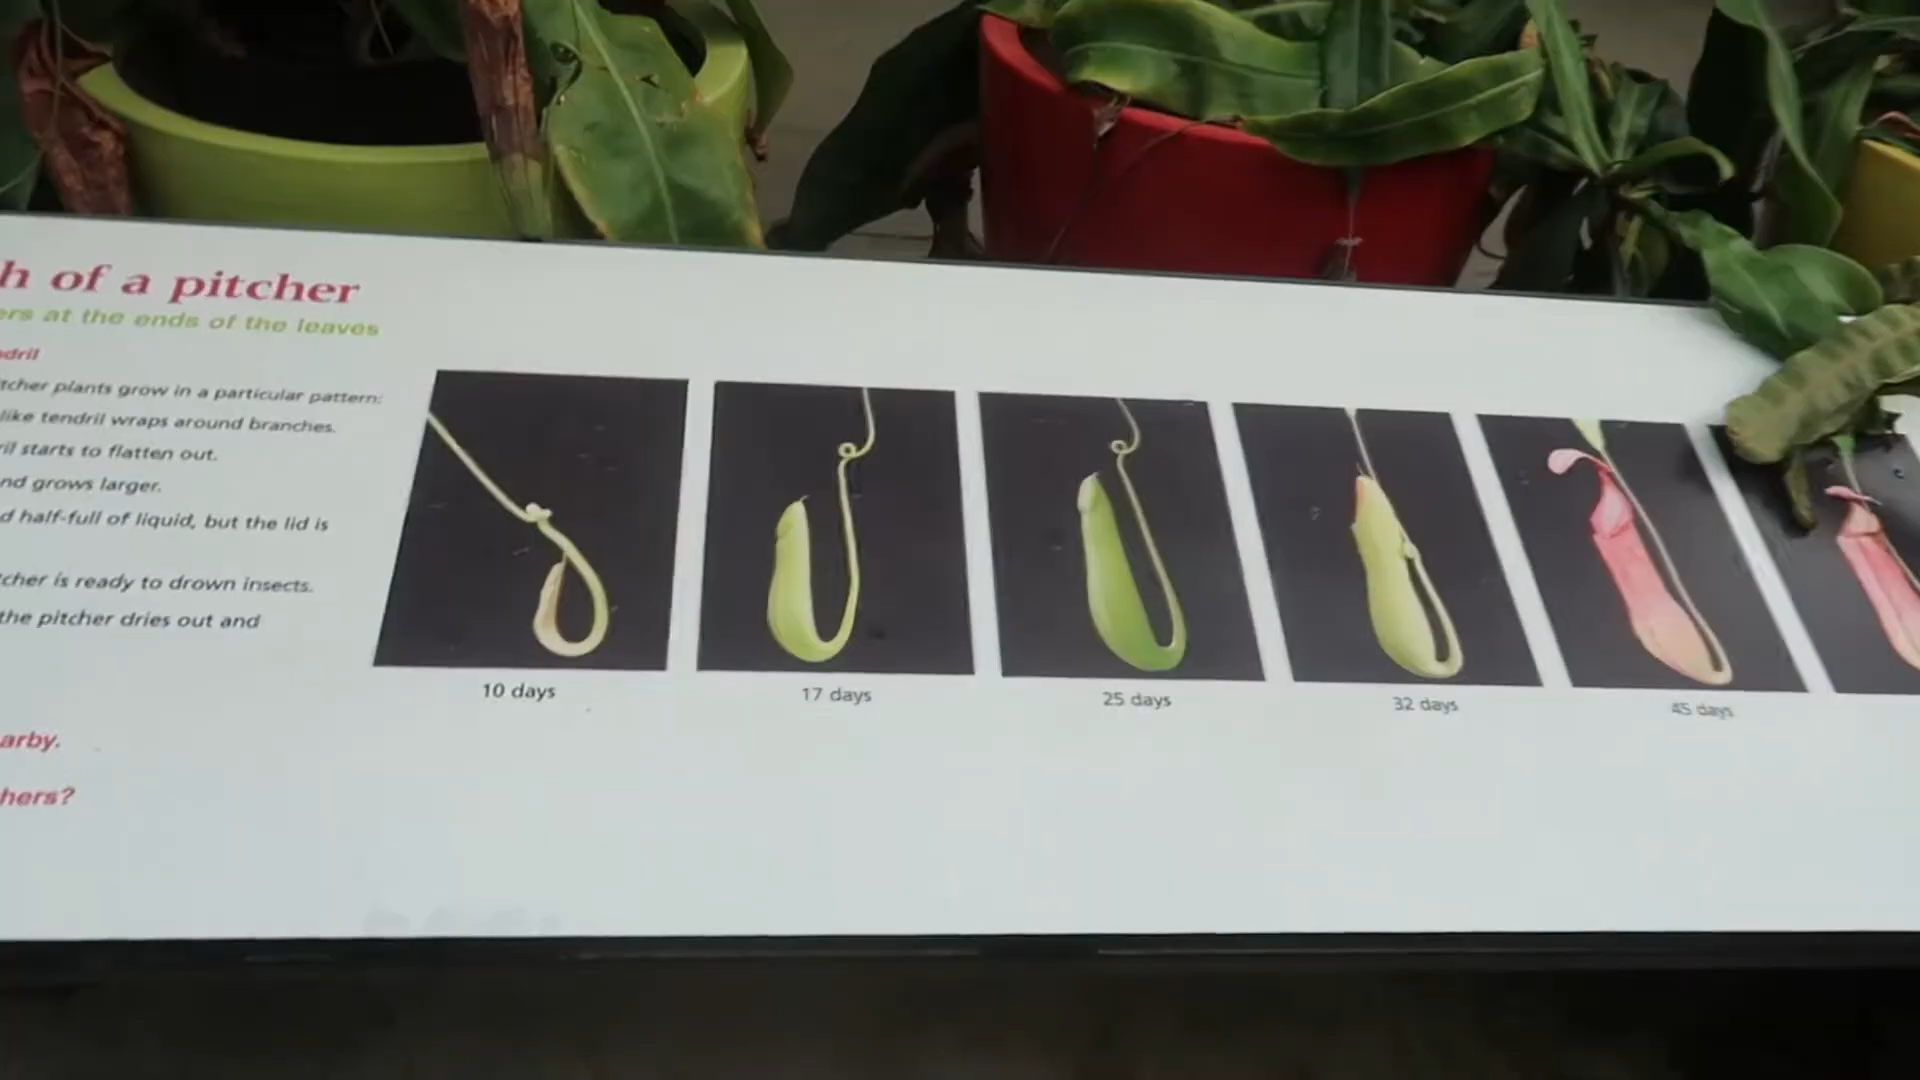 h of a pitcher
ers at the ends of the leaves
ndril
tcher plants grow in a particular pattern:
like tendril wraps around branches.
ril starts to flatten out.
nd grows larger.
d half-full of liquid, but the lid is
tcher is ready to drown insects.
the pitcher dries out and
arby.
hers?
10 days
17 days
25 days
32 days
45 days